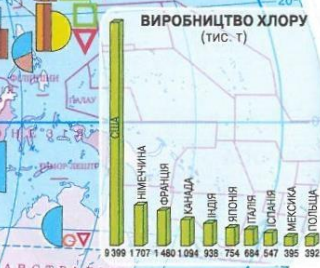 ВИРОБНИЦТВО ХЛОРУ
(тис. т)
США
НІМЕЧЧИНА
ФРАНЦІЯ
КАНАДА
ІНДІЯ
ЯПОНІЯ
ІТАЛІЯ
ІСПАНІЯ
МЕКСИКА
ПОЛЬЩА
9 399 1 707 1 480 1 094 938 754 684 547 395 392
ПАЛАУ